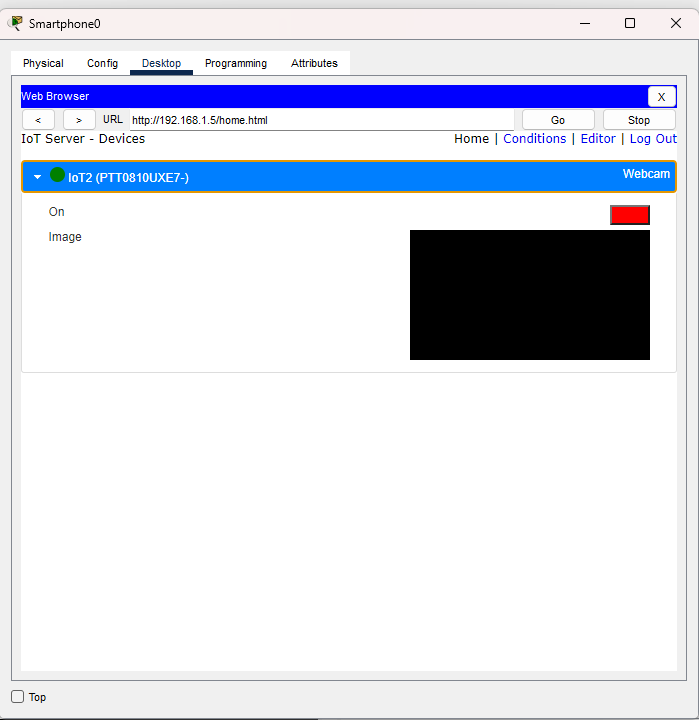 Smartphone0
Physical Config Desktop Programming Attributes
Web Browser X
< > URL http://192.168.1.5/home.html Go Stop
IoT Server - Devices Home | Conditions | Editor | Log Out
IoT2 (PTT0810UXE7-) Webcam
On
Image
Top